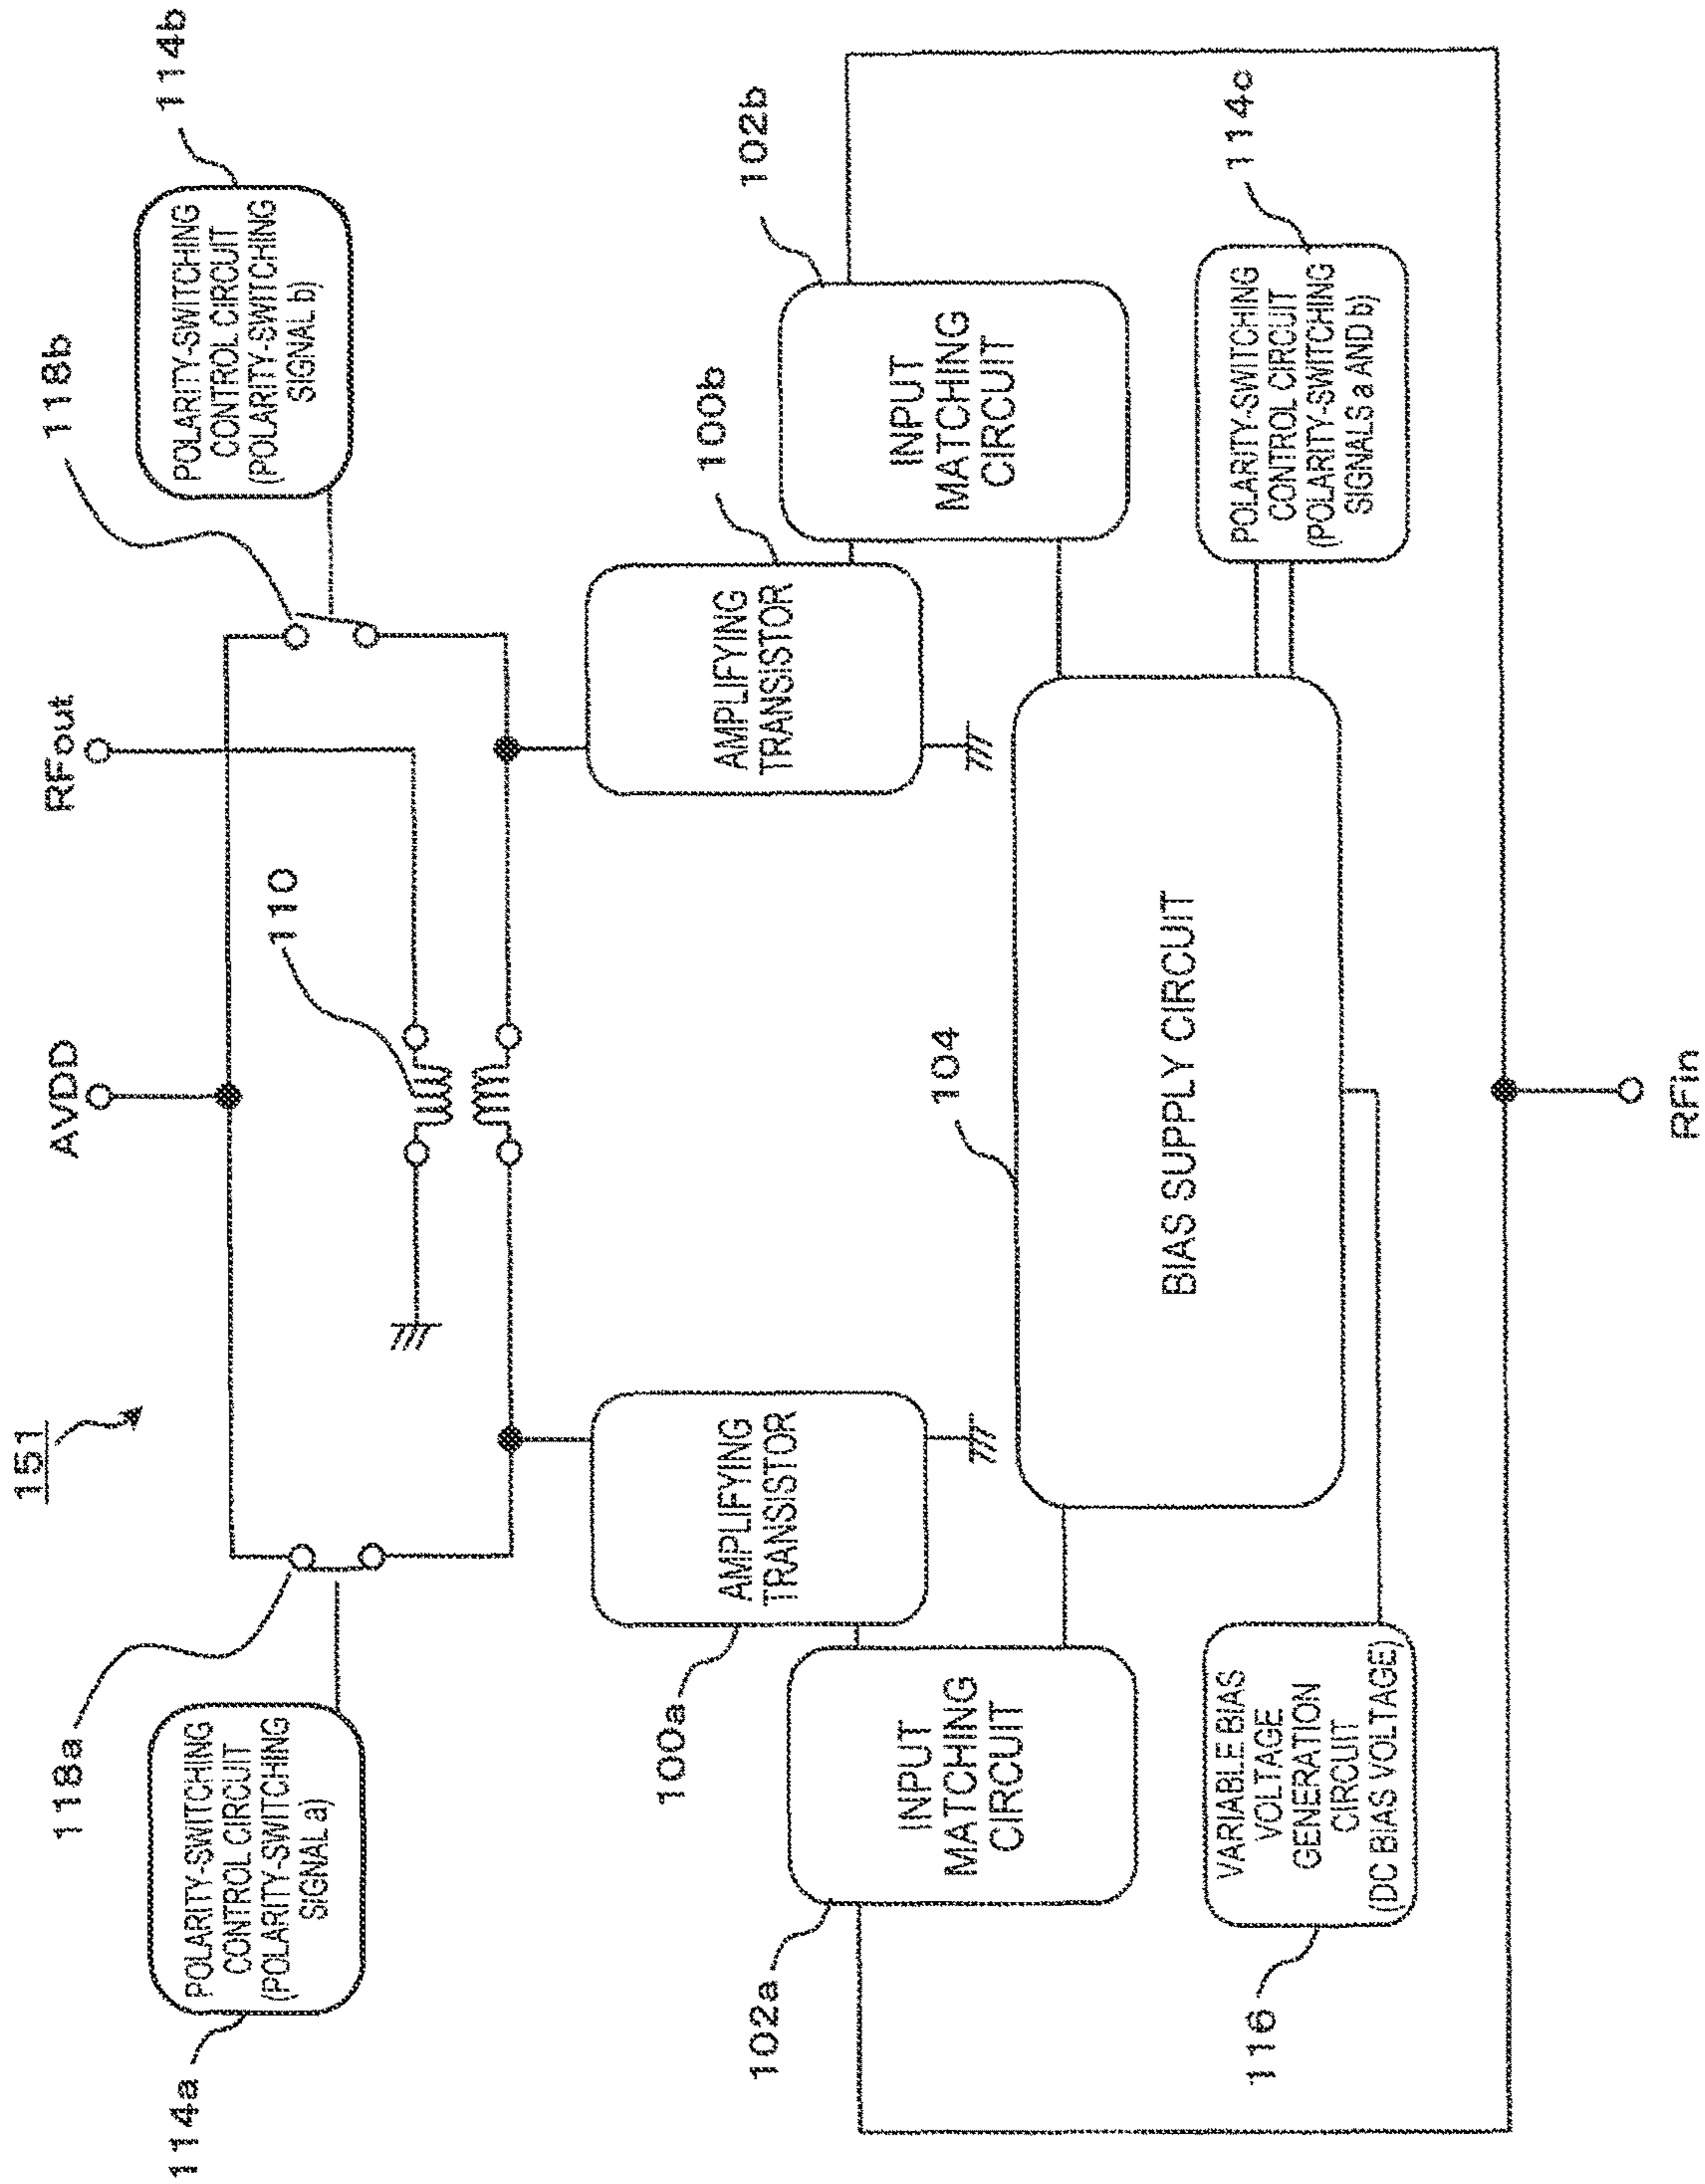 151
AVDD
RFout
114a
POLARITY-SWITCHING
CONTROL CIRCUIT
(POLARITY-SWITCHING
SIGNAL a)
118a
110
118b
114b
POLARITY-SWITCHING
CONTROL CIRCUIT
(POLARITY-SWITCHING
SIGNAL b)
100a
AMPLIFYING
TRANSISTOR
100b
AMPLIFYING
TRANSISTOR
102a
INPUT
MATCHING
CIRCUIT
102b
INPUT
MATCHING
CIRCUIT
104
BIAS SUPPLY CIRCUIT
116
VARIABLE BIAS
VOLTAGE
GENERATION
CIRCUIT
(DC BIAS VOLTAGE)
114c
POLARITY-SWITCHING
CONTROL CIRCUIT
(POLARITY-SWITCHING
SIGNALS a AND b)
RFin